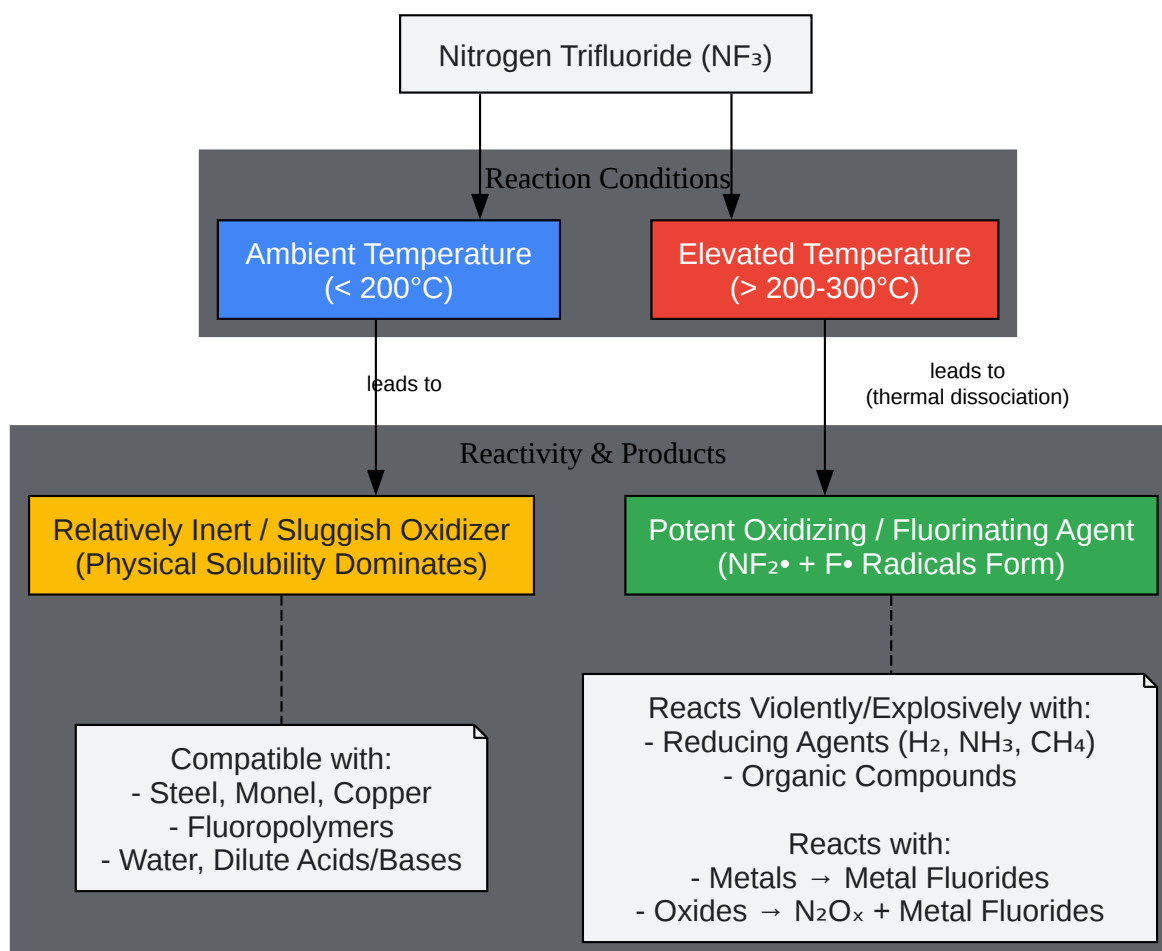 Nitrogen Trifluoride (NF₃)
Reaction Conditions
Ambient Temperature
(< 200°C)
Elevated Temperature
(> 200-300°C)
leads to
leads to
(thermal dissociation)
Reactivity & Products
Relatively Inert / Sluggish Oxidizer
(Physical Solubility Dominates)
Potent Oxidizing / Fluorinating Agent
(NF₂• + F• Radicals Form)
Compatible with:
- Steel, Monel, Copper
- Fluoropolymers
- Water, Dilute Acids/Bases
Reacts Violently/Explosively with:
- Reducing Agents (H₂, NH₃, CH₄)
- Organic Compounds
Reacts with:
- Metals → Metal Fluorides
- Oxides → N₂Oₓ + Metal Fluorides